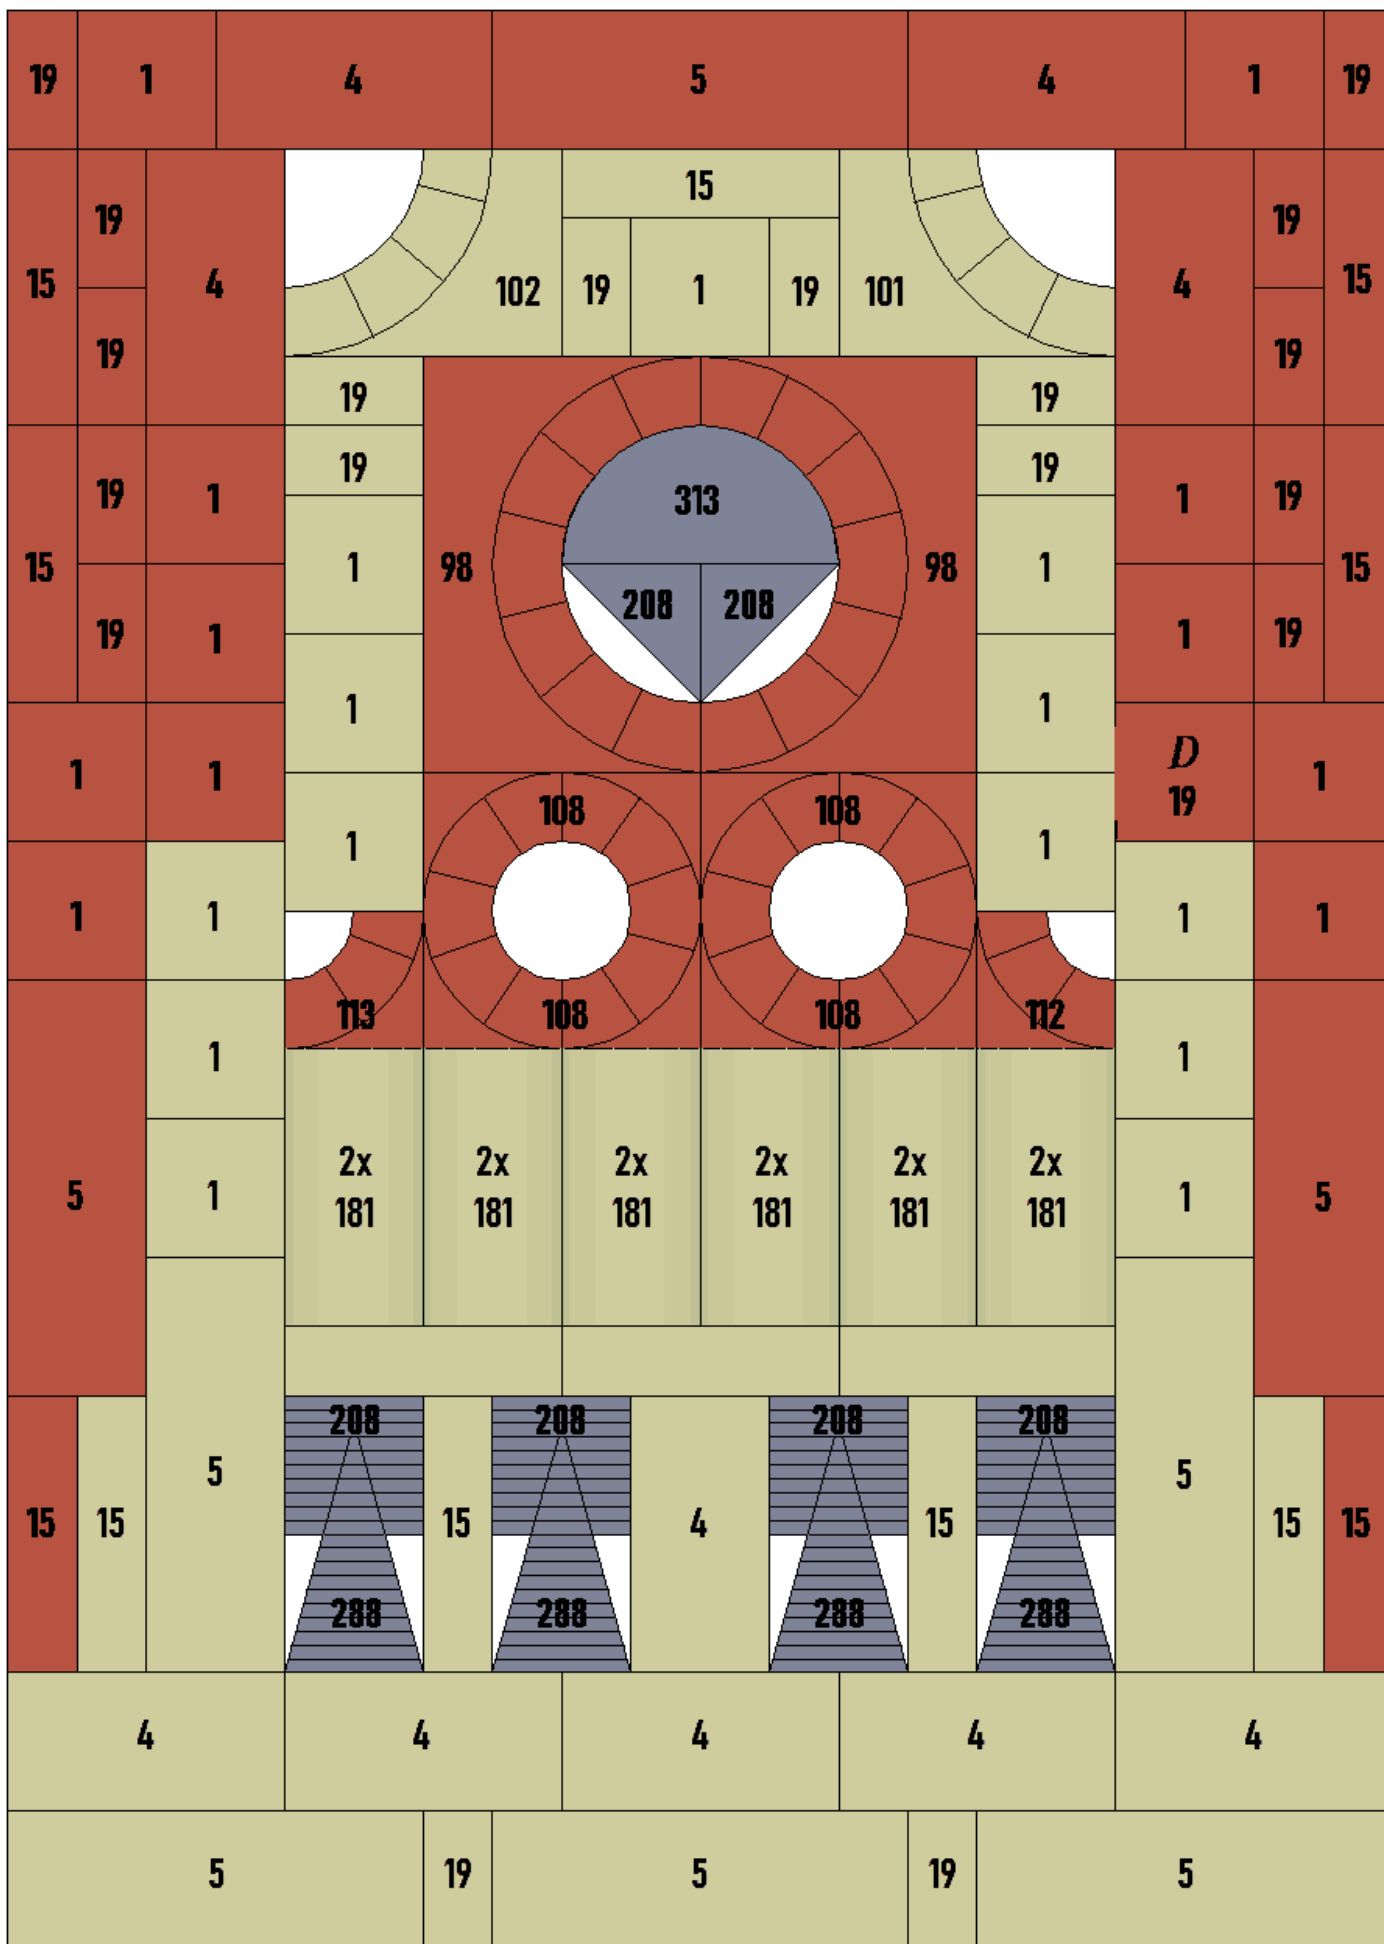 19 1 4 5 4 1 19
15
19 19
15 4 4 15
102 19 1 19 101
19 19
19 19
19 19
15 19 1 1 19 15
313
1 98 98 1
208 208
19 1 1 19
1 1
D
1 1 1
19
108 108
1 1
1 1 1 1
113 108 108 112
1 1
2x 2x 2x 2x 2x 2x
1 1
5 5
181 181 181 181 181 181
208 208 208 208
5 5
15 15 15 4 15 15 15
288 288 288 288
4 4 4 4 4
5 19 5 19 5